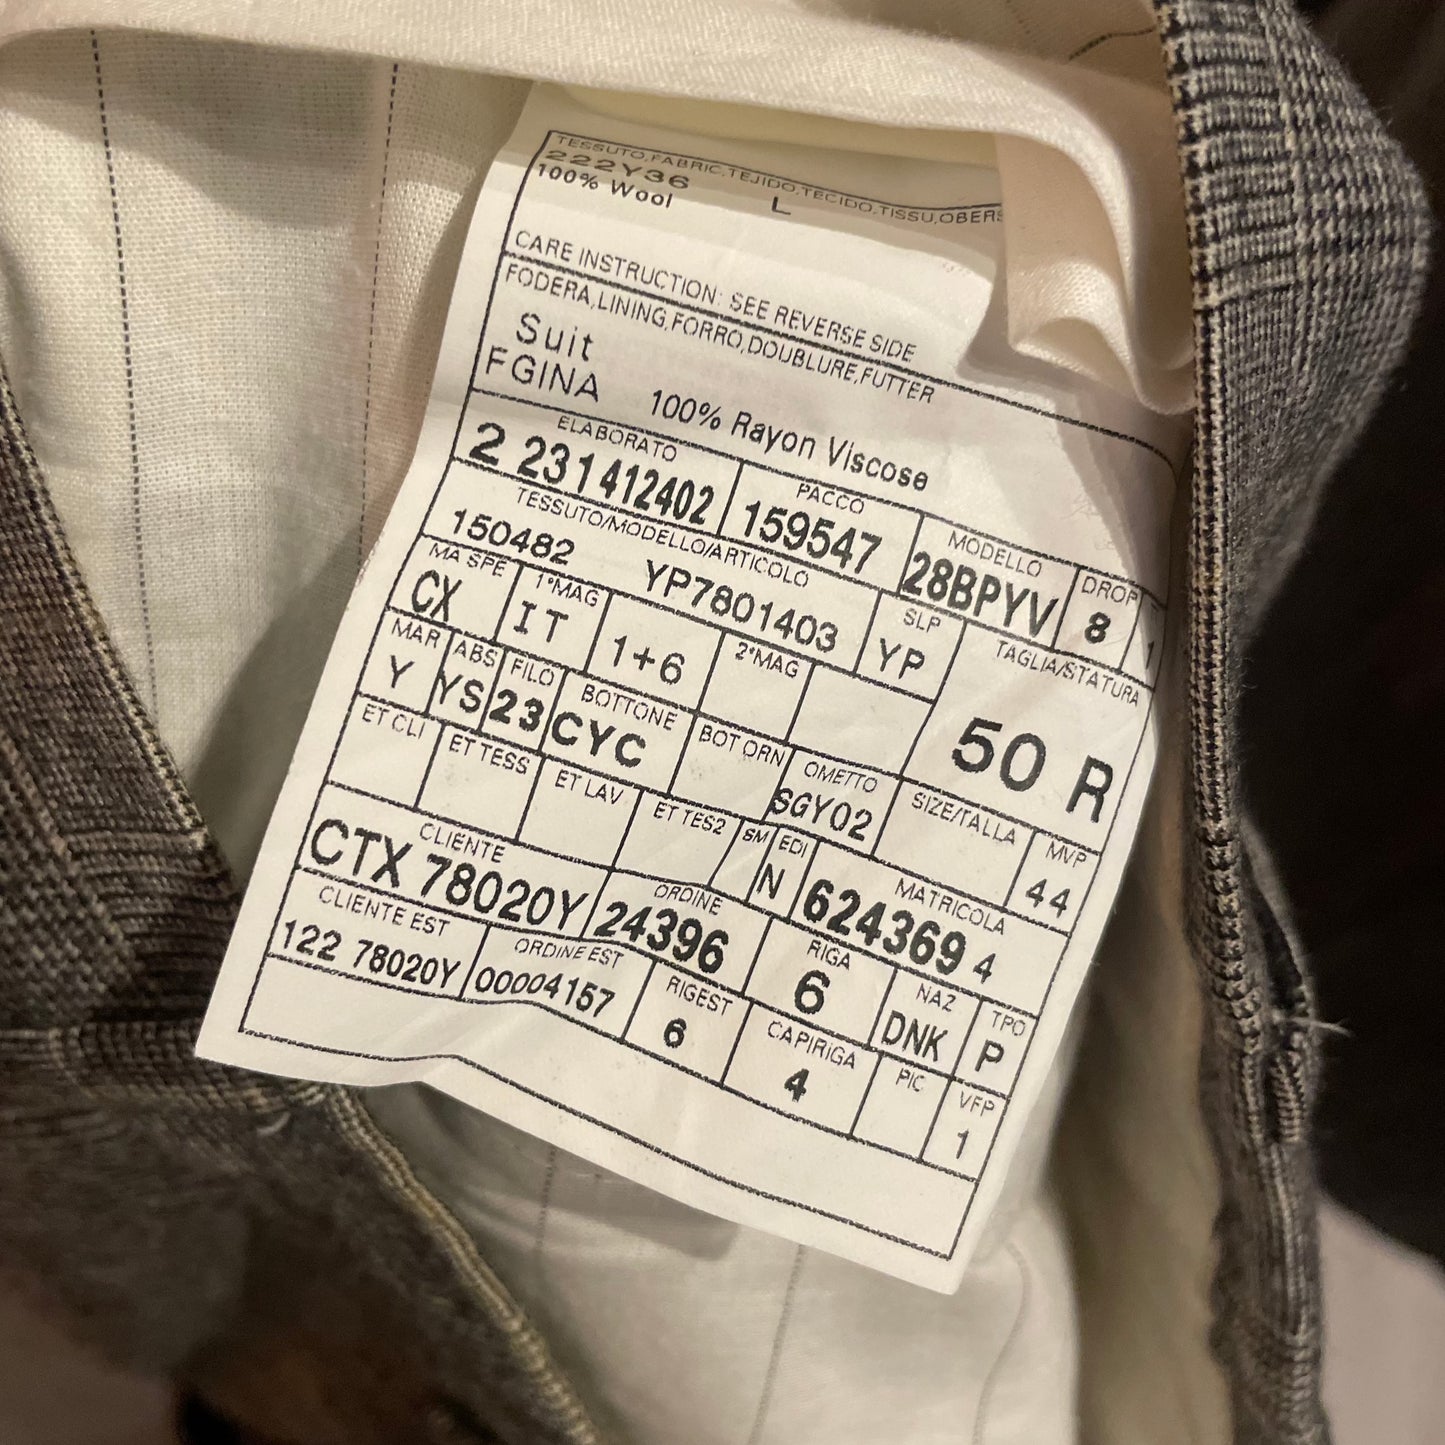 TESSUTO,FABRIC,TEJIDO,TECIDO,TISSU,OBERS
222Y36 L
100% Wool
CARE INSTRUCTION: SEE REVERSE SIDE
FODERA,LINING,FORRO,DOUBLURE,FUTTER
Suit
FGINA 100% Rayon Viscose
ELABORATO PACCO MODELLO DROP
2 231412402 159547 28BPYV 8 1
TESSUTO/MODELLO/ARTICOLO SLP TAGLIA/STATURA
150482 YP7801403 YP 50 R
MA SPE 1°MAG 2°MAG
CX IT 1+6
MAR ABS FILO BOTTONE BOT ORN OMETTO SIZE/TALLA MVP
Y YS 23 CYC SGY02 44
ET CLI ET TESS ET LAV ET TES2 SM EDI MATRICOLA
N 624369 4
CLIENTE ORDINE RIGA NAZ TPO
CTX 78020Y 24396 6 DNK P
CLIENTE EST ORDINE EST RIGEST CAPIRIGA PIC VFP
122 78020Y 00004157 6 4 1